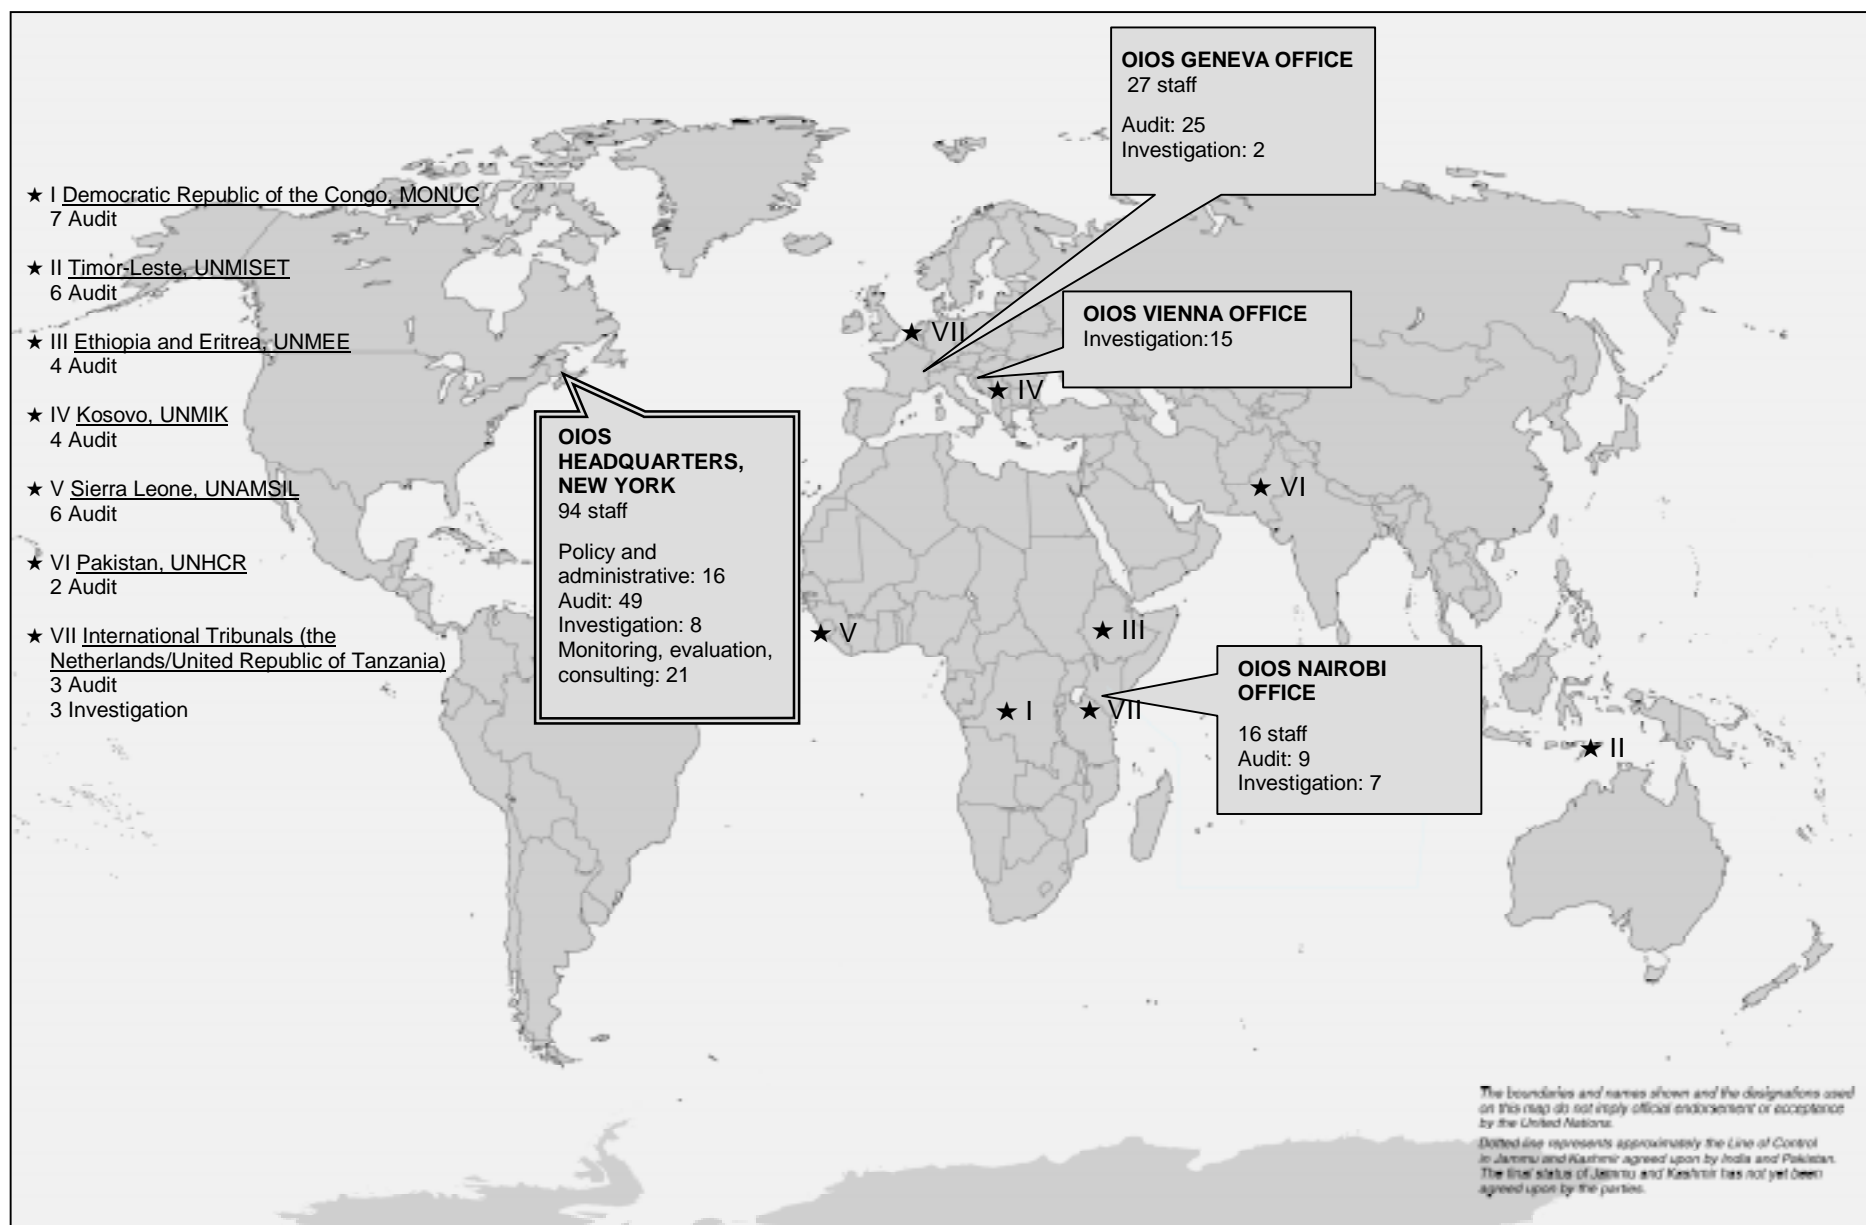 ★ I Democratic Republic of the Congo, MONUC
7 Audit
★ II Timor-Leste, UNMISET
6 Audit
★ III Ethiopia and Eritrea, UNMEE
4 Audit
★ IV Kosovo, UNMIK
4 Audit
★ V Sierra Leone, UNAMSIL
6 Audit
★ VI Pakistan, UNHCR
2 Audit
★ VII International Tribunals (the
Netherlands/United Republic of Tanzania)
3 Audit
3 Investigation
OIOS
HEADQUARTERS,
NEW YORK
94 staff
Policy and
administrative: 16
Audit: 49
Investigation: 8
Monitoring, evaluation,
consulting: 21
OIOS GENEVA OFFICE
27 staff
Audit: 25
Investigation: 2
OIOS VIENNA OFFICE
Investigation:15
★ VII
★ IV
★ VI
★ V
★ III
★ I
★ VII
★ II
OIOS NAIROBI
OFFICE
16 staff
Audit: 9
Investigation: 7
The boundaries and names shown and the designations used
on this map do not imply official endorsement or acceptance
by the United Nations.
Dotted line represents approximately the Line of Control
in Jammu and Kashmir agreed upon by India and Pakistan.
The final status of Jammu and Kashmir has not yet been
agreed upon by the parties.